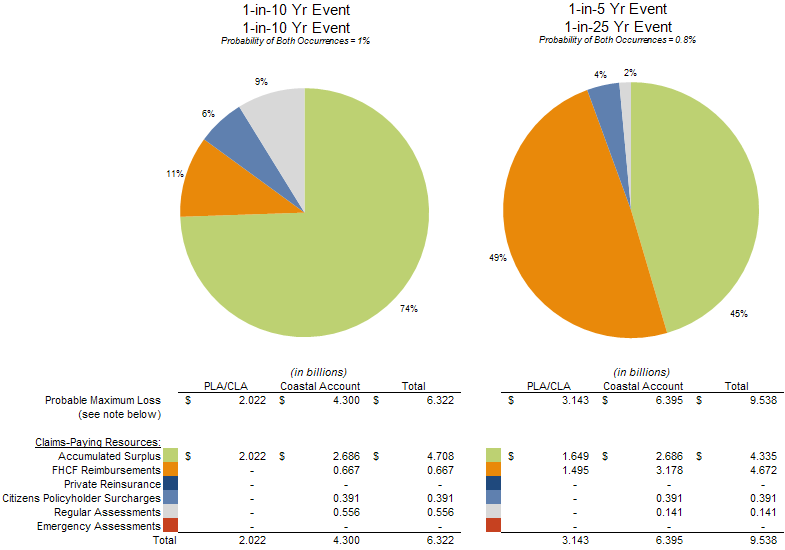 1-in-10 Yr Event
1-in-10 Yr Event
Probability of Both Occurrences = 1%
9%
6%
11%
74%
1-in-5 Yr Event
1-in-25 Yr Event
Probability of Both Occurrences = 0.8%
4% 2%
49%
45%
(in billions) (in billions)
PLA/CLA Coastal Account Total PLA/CLA Coastal Account Total
Probable Maximum Loss $ 2.022 $ 4.300 $ 6.322 $ 3.143 $ 6.395 $ 9.538
(see note below)
Claims-Paying Resources:
Accumulated Surplus $ 2.022 $ 2.686 $ 4.708 $ 1.649 $ 2.686 $ 4.335
FHCF Reimbursements - 0.667 0.667 1.495 3.178 4.672
Private Reinsurance - - - - - -
Citizens Policyholder Surcharges - 0.391 0.391 - 0.391 0.391
Regular Assessments - 0.556 0.556 - 0.141 0.141
Emergency Assessments - - - - - -
Total 2.022 4.300 6.322 3.143 6.395 9.538